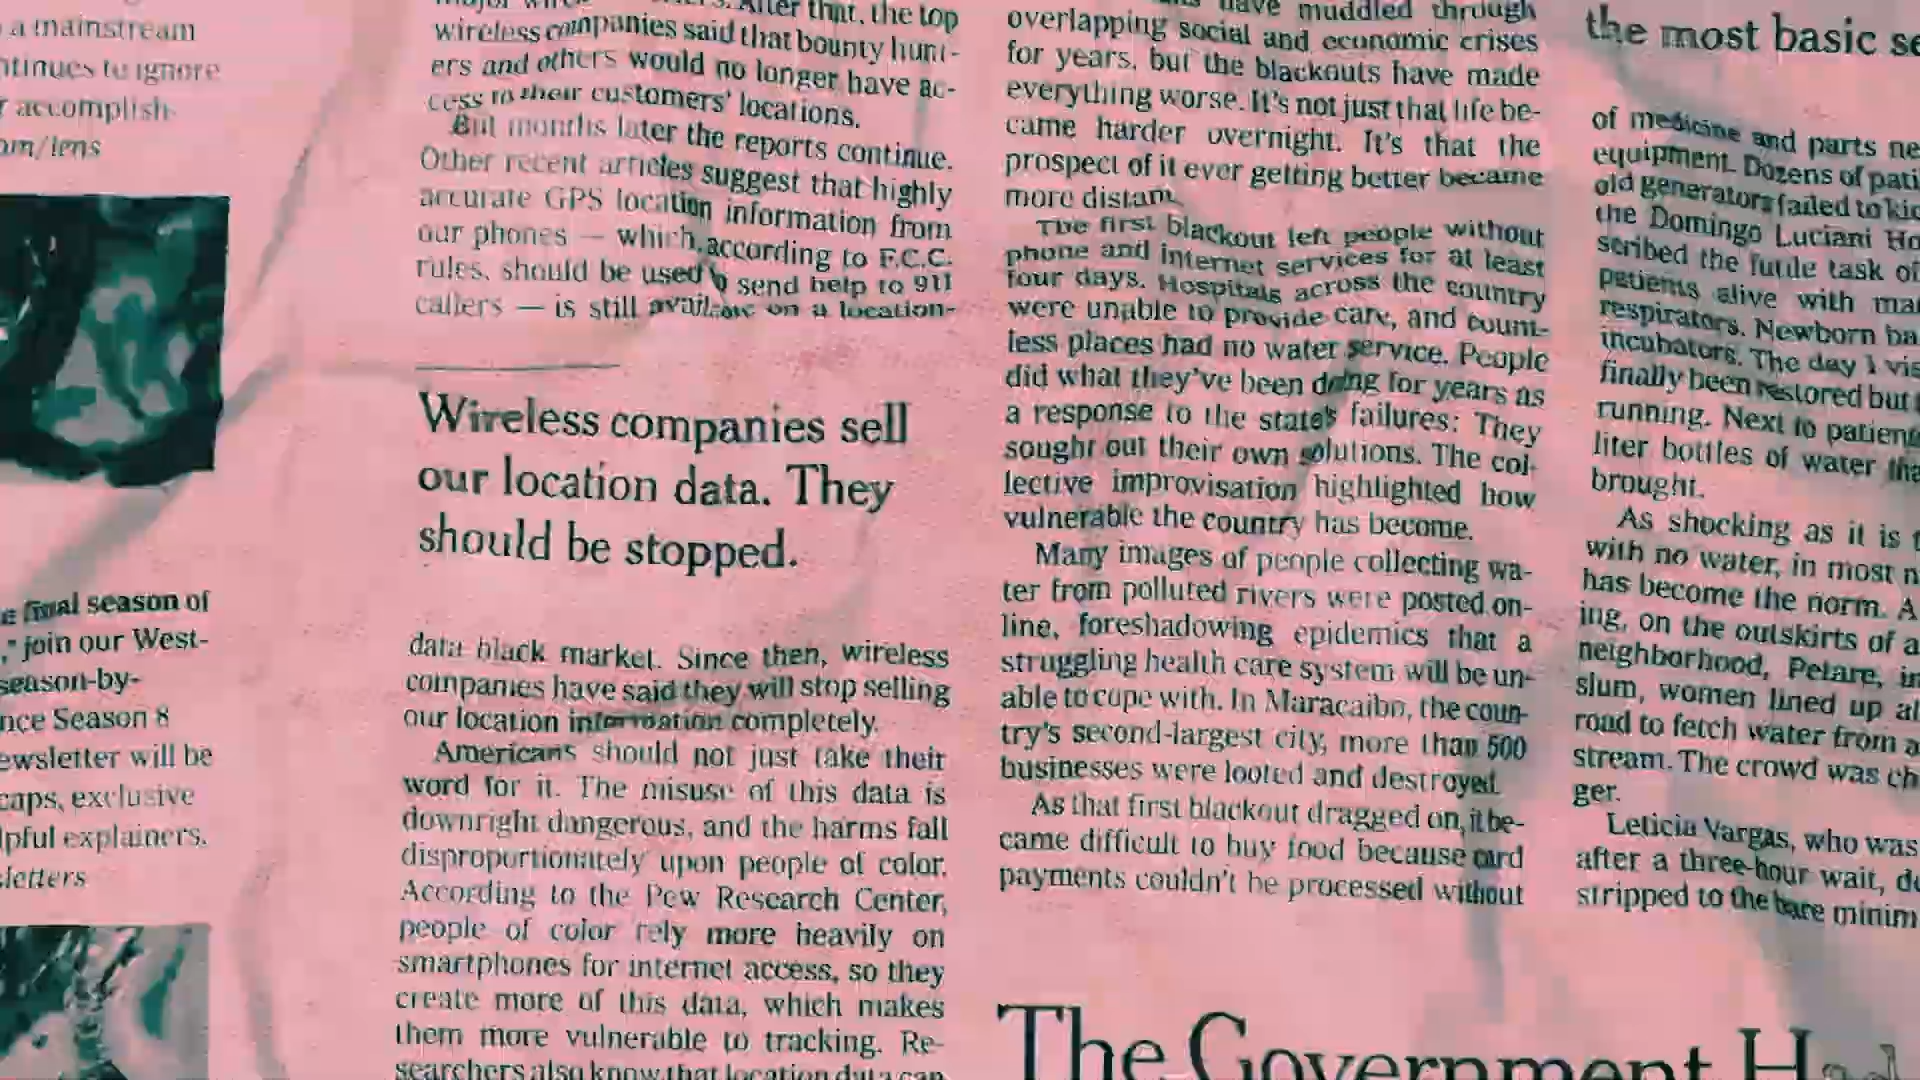 a mainstream
to ignore
accomplish-
om/lens
final season of
," join our West-
season-by-
nce Season 8
ewsletter will be
caps, exclusive
lpful explainers.
letters
After that, the top
wireless companies said that bounty hunt-
ers and others would no longer have ac-
cess to their customers' locations.
But months later the reports continue.
Other recent articles suggest that highly
accurate GPS location information from
our phones — which, according to F.C.C.
rules, should be used to send help to 911
callers — is still available on a location-
Wireless companies sell
our location data. They
should be stopped.
data black market. Since then, wireless
companies have said they will stop selling
our location information completely.
Americans should not just take their
word for it. The misuse of this data is
downright dangerous, and the harms fall
disproportionately upon people of color.
According to the Pew Research Center,
people of color rely more heavily on
smartphones for internet access, so they
create more of this data, which makes
them more vulnerable to tracking. Re-
searchers also know that location data can
have muddled through
overlapping social and economic crises
for years, but the blackouts have made
everything worse. It's not just that life be-
came harder overnight. It's that the
prospect of it ever getting better became
more distant.
The first blackout left people without
phone and internet services for at least
four days. Hospitals across the country
were unable to provide care, and count-
less places had no water service. People
did what they've been doing for years as
a response to the state's failures: They
sought out their own solutions. The col-
lective improvisation highlighted how
vulnerable the country has become.
Many images of people collecting wa-
ter from polluted rivers were posted on-
line, foreshadowing epidemics that a
struggling health care system will be un-
able to cope with. In Maracaibo, the coun-
try's second-largest city, more than 500
businesses were looted and destroyed.
As that first blackout dragged on, it be-
came difficult to buy food because card
payments couldn't be processed without
The Government Had
the most basic se
of medicine and parts ne
equipment. Dozens of pati
old generators failed to kic
the Domingo Luciani Ho
scribed the futile task of
patients alive with ma
respirators. Newborn ba
incubators. The day I vis
finally been restored but
running. Next to patient
liter bottles of water tha
brought.
As shocking as it is
with no water, in most n
has become the norm. A
ing, on the outskirts of a
neighborhood, Petare, in
slum, women lined up al
road to fetch water from a
stream. The crowd was ch
ger.
Leticia Vargas, who was
after a three-hour wait, de
stripped to the bare minim